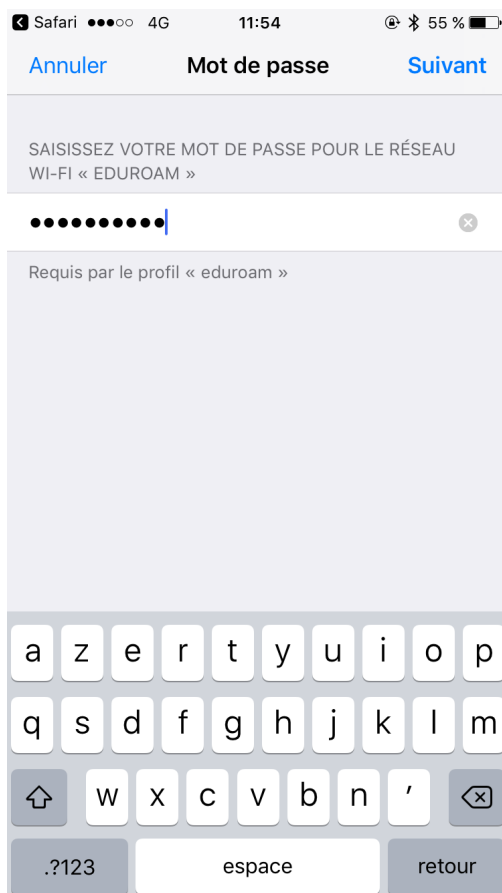 Safari 4G 11:54 55 %
Annuler Mot de passe Suivant
SAISISSEZ VOTRE MOT DE PASSE POUR LE RÉSEAU
WI-FI « EDUROAM »
••••••••••
Requis par le profil « eduroam »
a z e r t y u i o p
q s d f g h j k l m
w x c v b n ’
.?123 espace retour